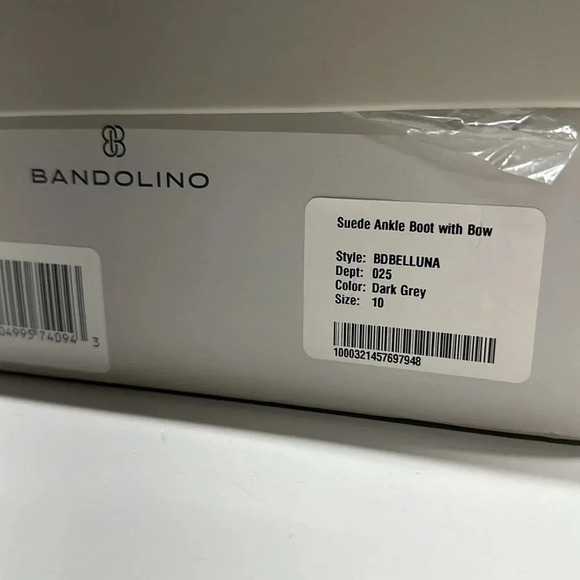 BANDOLINO
Suede Ankle Boot with Bow
Style: BDBELLUNA
Dept: 025
Color: Dark Grey
Size: 10
1000321457697948
04995 74094 3